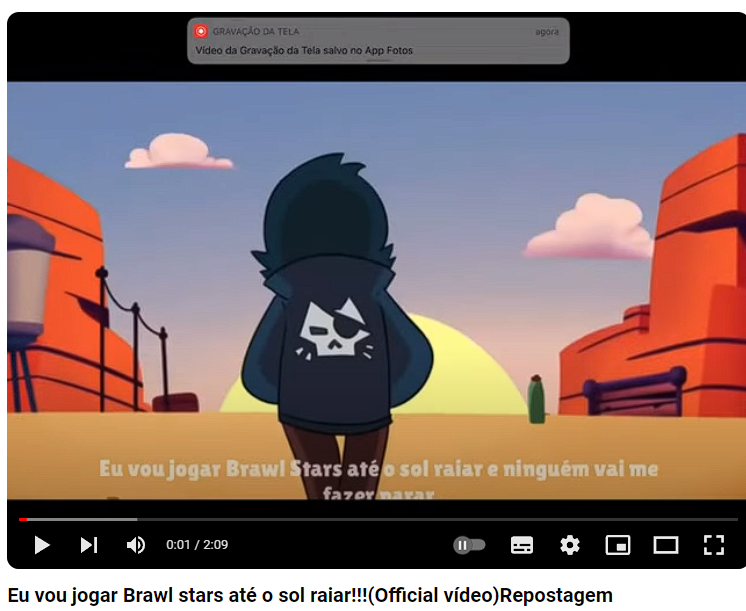 GRAVAÇÃO DA TELA
agora
Vídeo da Gravação da Tela salvo no App Fotos
Eu vou jogar Brawl Stars até o sol raiar e ninguém vai me
fazer parar
0:01 / 2:09
Eu vou jogar Brawl stars até o sol raiar!!!(Official vídeo)Repostagem